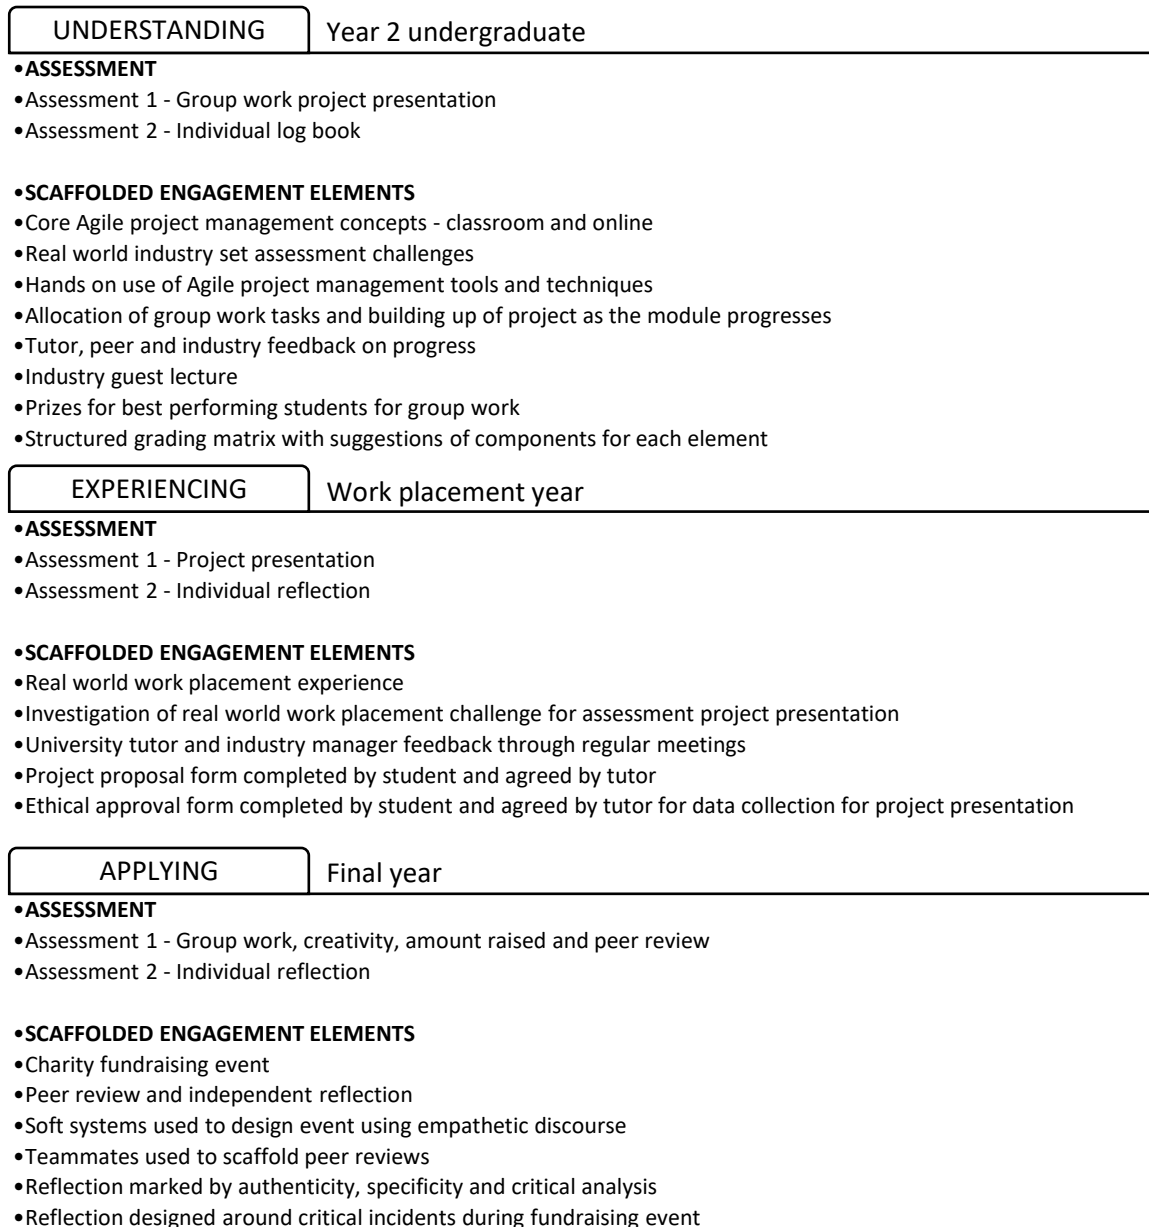 UNDERSTANDING
Year 2 undergraduate
•ASSESSMENT
•Assessment 1 - Group work project presentation
•Assessment 2 - Individual log book
•SCAFFOLDED ENGAGEMENT ELEMENTS
•Core Agile project management concepts - classroom and online
•Real world industry set assessment challenges
•Hands on use of Agile project management tools and techniques
•Allocation of group work tasks and building up of project as the module progresses
•Tutor, peer and industry feedback on progress
•Industry guest lecture
•Prizes for best performing students for group work
•Structured grading matrix with suggestions of components for each element
EXPERIENCING
Work placement year
•ASSESSMENT
•Assessment 1 - Project presentation
•Assessment 2 - Individual reflection
•SCAFFOLDED ENGAGEMENT ELEMENTS
•Real world work placement experience
•Investigation of real world work placement challenge for assessment project presentation
•University tutor and industry manager feedback through regular meetings
•Project proposal form completed by student and agreed by tutor
•Ethical approval form completed by student and agreed by tutor for data collection for project presentation
APPLYING
Final year
•ASSESSMENT
•Assessment 1 - Group work, creativity, amount raised and peer review
•Assessment 2 - Individual reflection
•SCAFFOLDED ENGAGEMENT ELEMENTS
•Charity fundraising event
•Peer review and independent reflection
•Soft systems used to design event using empathetic discourse
•Teammates used to scaffold peer reviews
•Reflection marked by authenticity, specificity and critical analysis
•Reflection designed around critical incidents during fundraising event